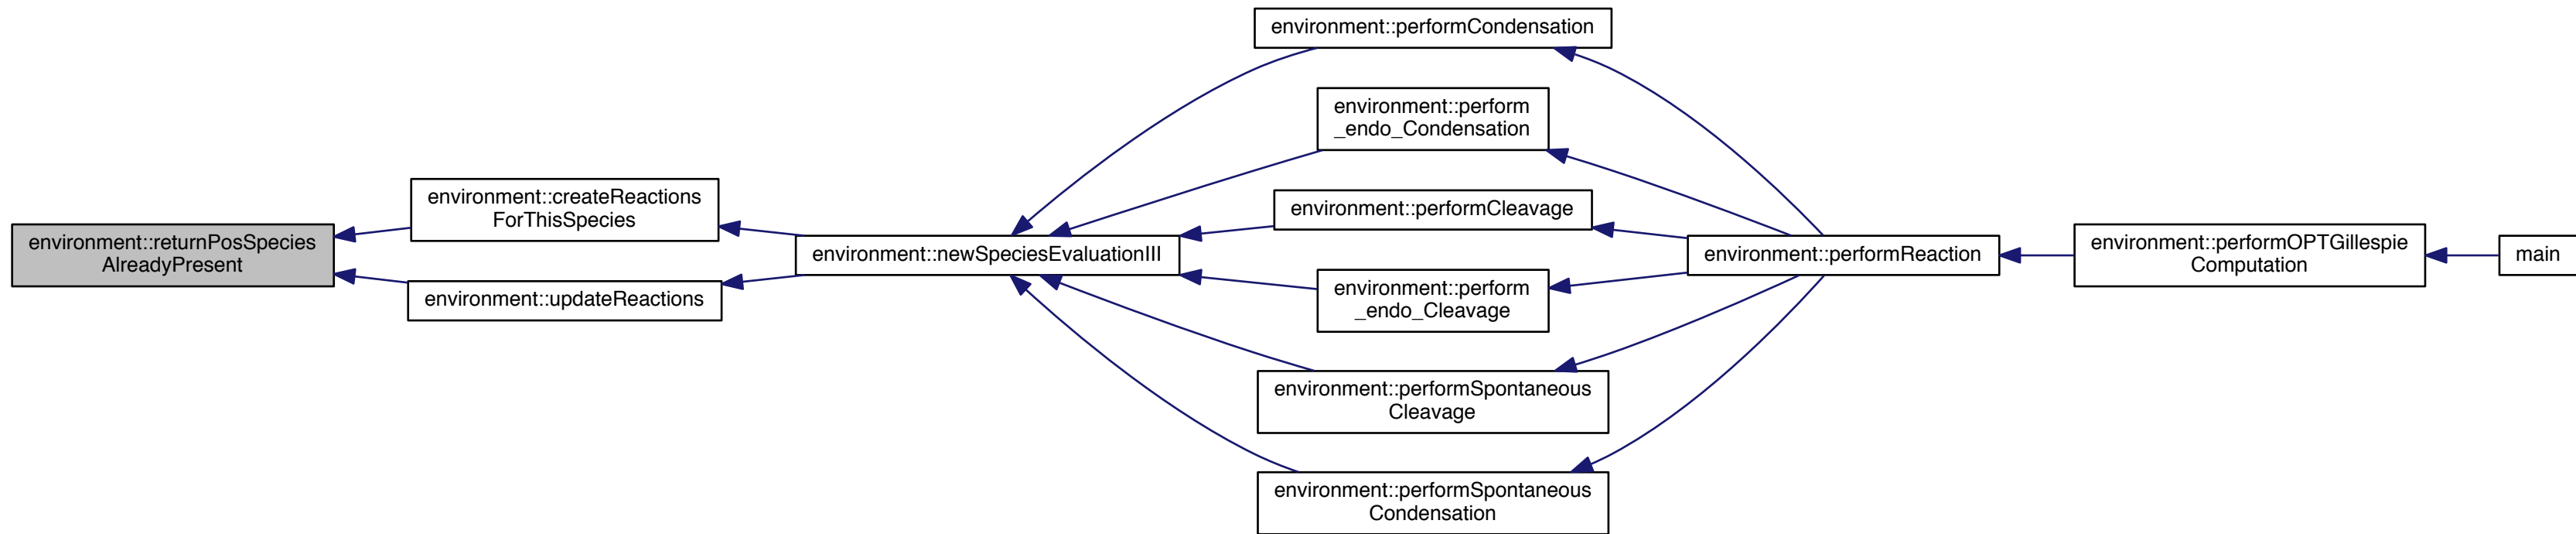 environment::returnPosSpecies
AlreadyPresent
environment::createReactions
ForThisSpecies
environment::updateReactions
environment::newSpeciesEvaluationIII
environment::performCondensation
environment::perform
_endo_Condensation
environment::performCleavage
environment::perform
_endo_Cleavage
environment::performSpontaneous
Cleavage
environment::performSpontaneous
Condensation
environment::performReaction
environment::performOPTGillespie
Computation
main